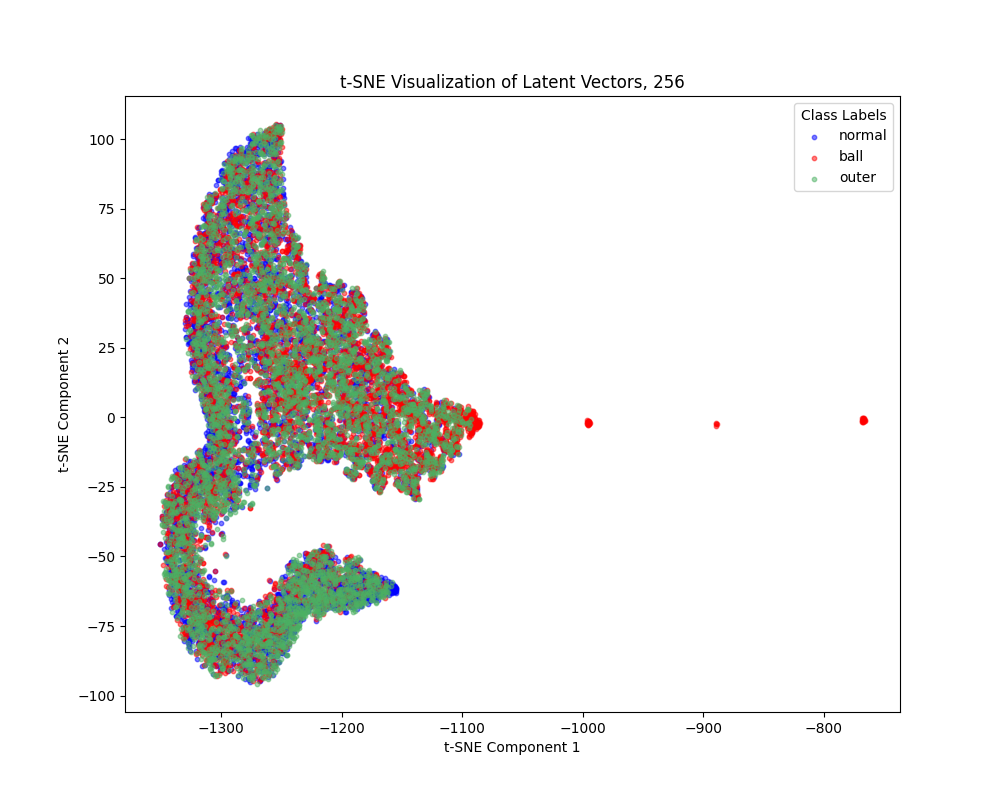 t-SNE Visualization of Latent Vectors, 256
Class Labels
normal
ball
outer
100
75
50
25
0
−25
−50
−75
−100
t-SNE Component 2
−1300
−1200
−1100
−1000
−900
−800
t-SNE Component 1